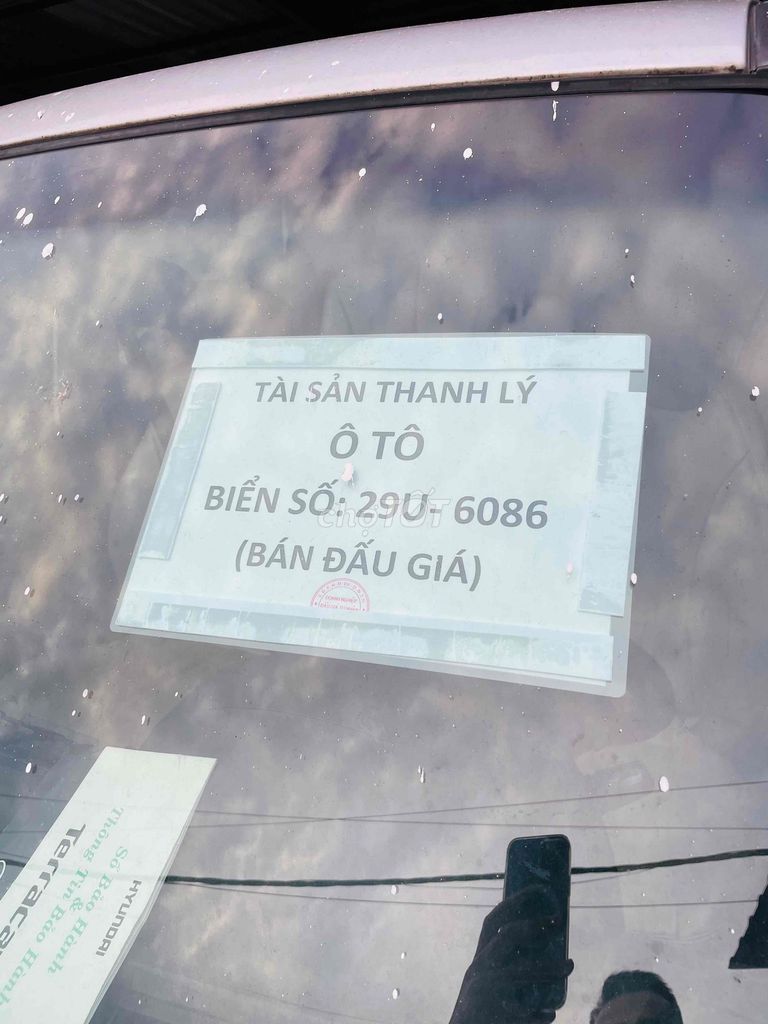 TÀI SẢN THANH LÝ
Ô TÔ
BIỂN SỐ: 29U- 6086
chợTỐT
(BÁN ĐẤU GIÁ)
HYUNDAI
Sổ Bảo Hành
& 
Thông Tin Bảo Hành